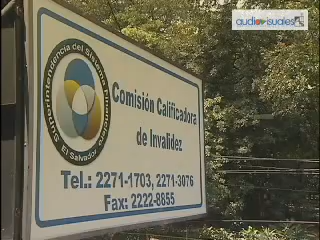 audiovisuales
Superintendencia del Sistema Financiero
El Salvador
Comisión Calificadora
de Invalidez
Tel.: 2271-1703, 2271-3076
Fax: 2222-8855